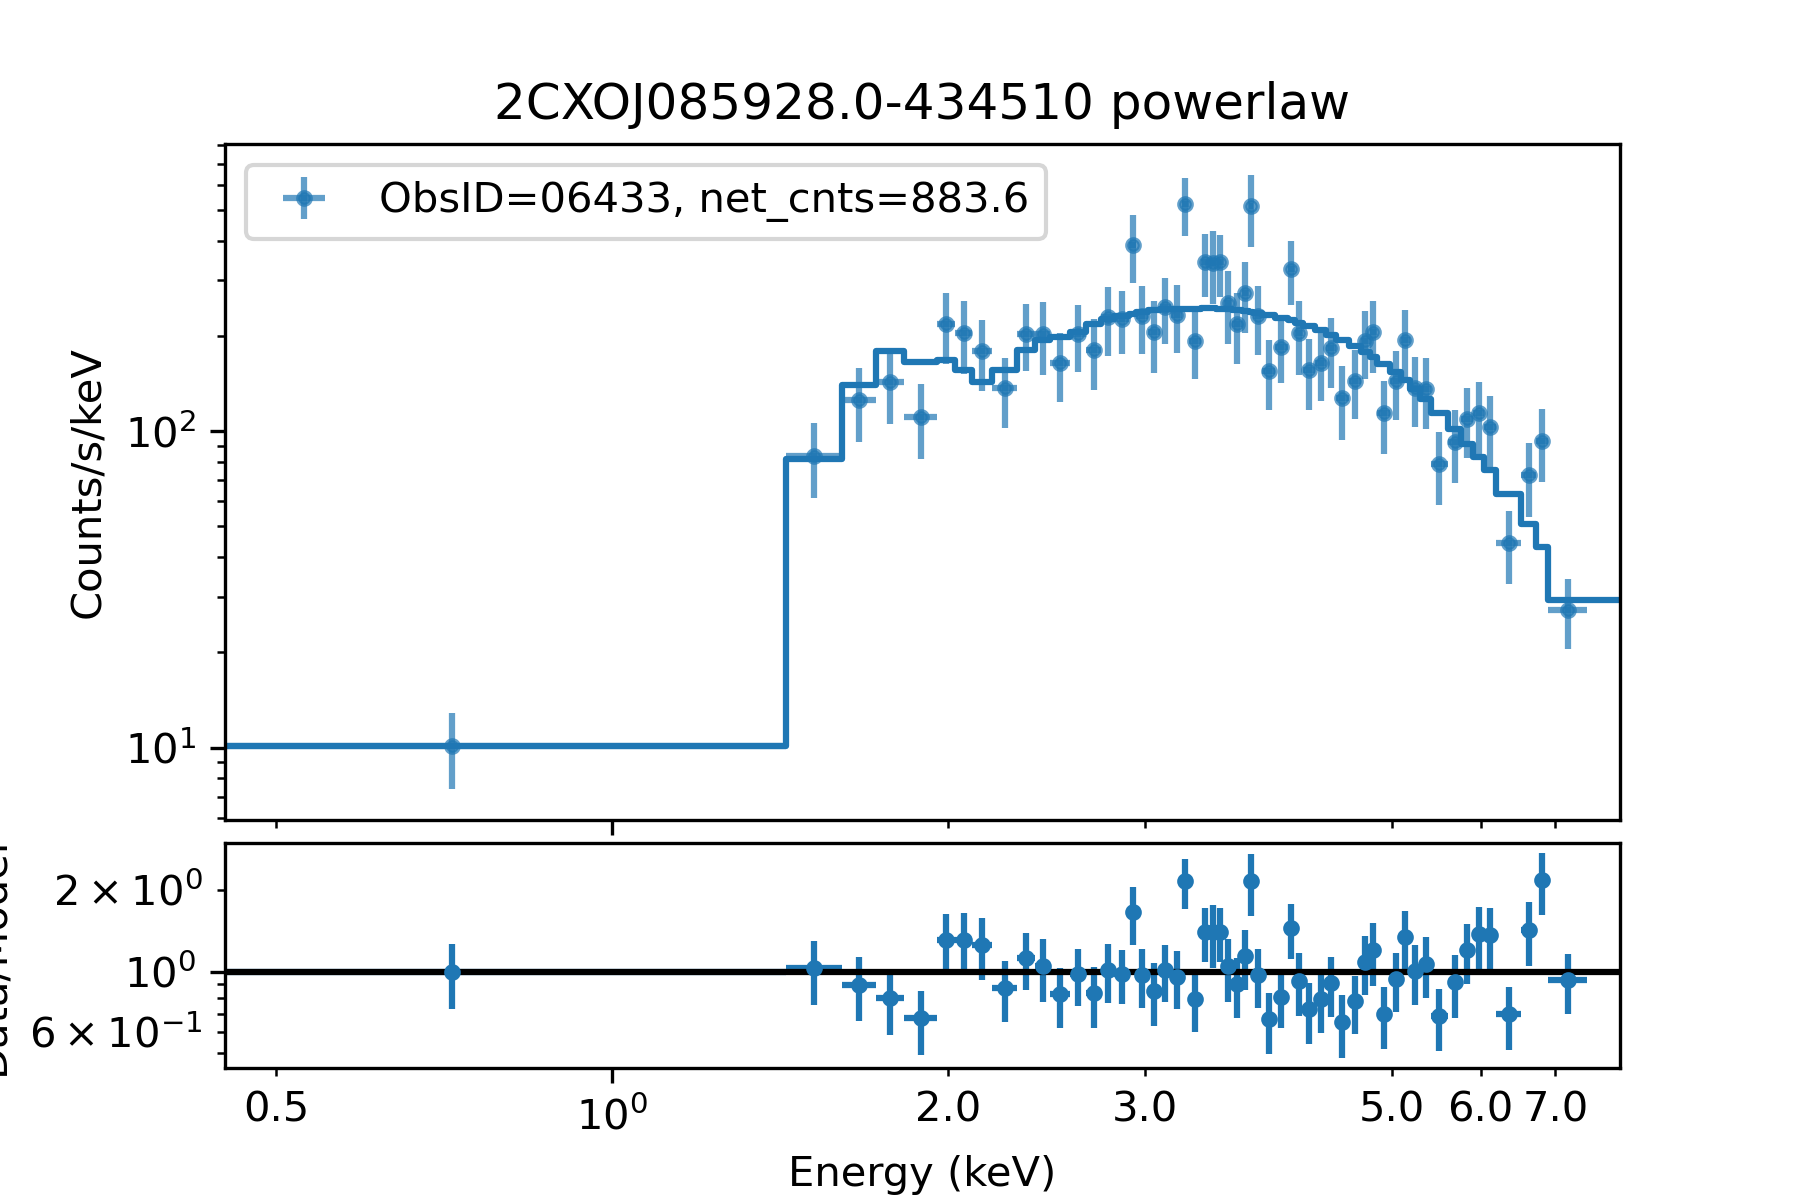 2CXOJ085928.0-434510 powerlaw
ObsID=06433, net_cnts=883.6
Counts/s/keV
10²
10¹
2 × 10⁰
10⁰
6 × 10⁻¹
0.5 10⁰ 2.0 3.0 5.0 6.0 7.0
Energy (keV)